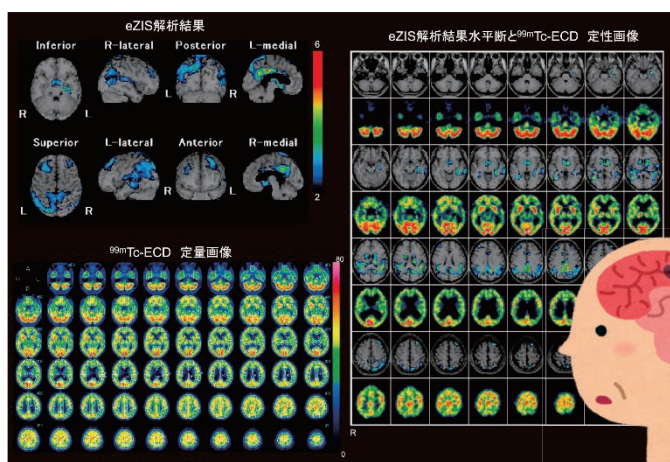 eZIS解析結果
Inferior R-lateral Posterior L-medial
6
R L R L
Superior L-lateral Anterior R-medial
L R R L
2
99mTc-ECD 定量画像
80
A
P
0
eZIS解析結果水平断と99mTc-ECD 定性画像
R